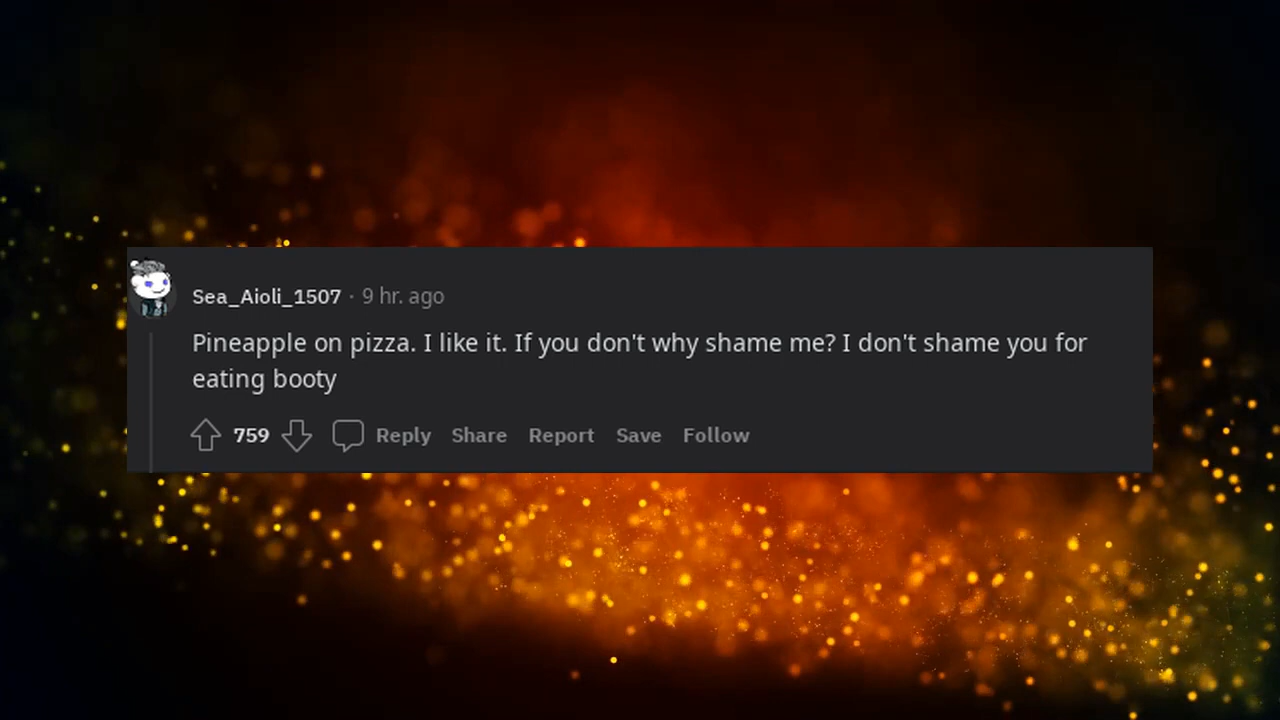 Sea_Aioli_1507 · 9 hr. ago
Pineapple on pizza. I like it. If you don't why shame me? I don't shame you for
eating booty
759 Reply Share Report Save Follow